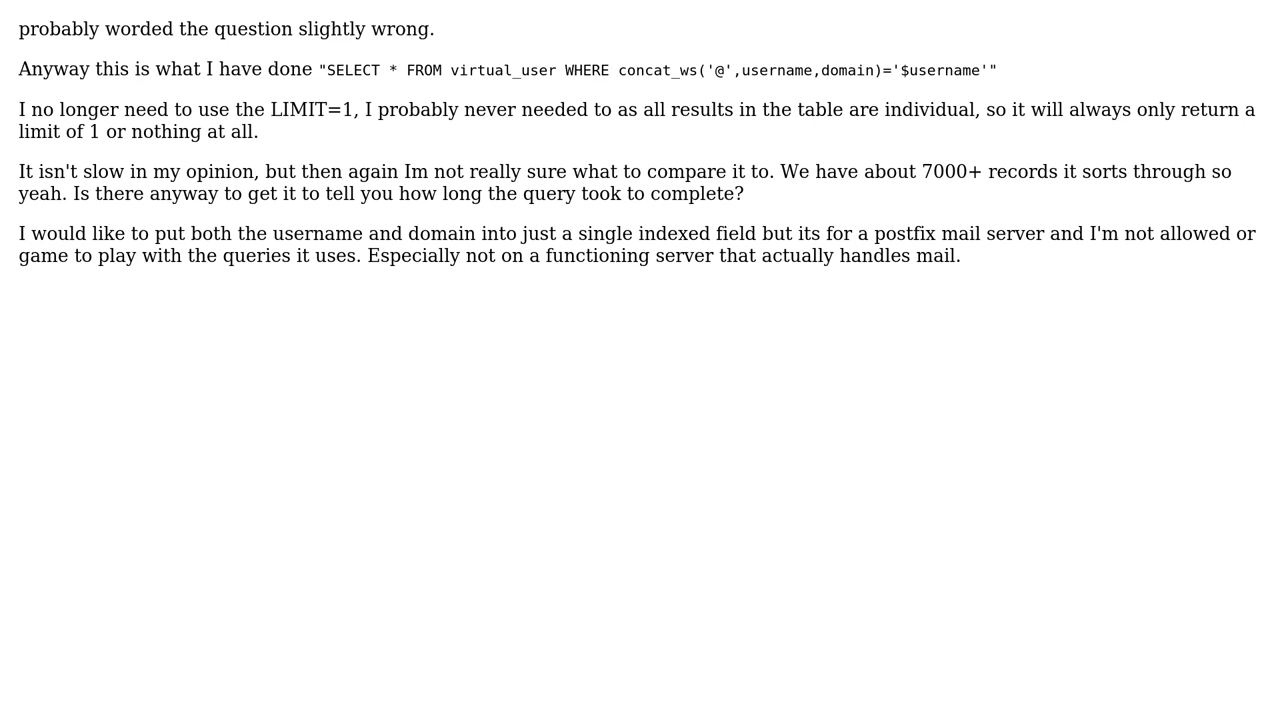 probably worded the question slightly wrong.
Anyway this is what I have done "SELECT * FROM virtual_user WHERE concat_ws('@',username,domain)='$username'"
I no longer need to use the LIMIT=1, I probably never needed to as all results in the table are individual, so it will always only return a
limit of 1 or nothing at all.
It isn't slow in my opinion, but then again Im not really sure what to compare it to. We have about 7000+ records it sorts through so
yeah. Is there anyway to get it to tell you how long the query took to complete?
I would like to put both the username and domain into just a single indexed field but its for a postfix mail server and I'm not allowed or
game to play with the queries it uses. Especially not on a functioning server that actually handles mail.